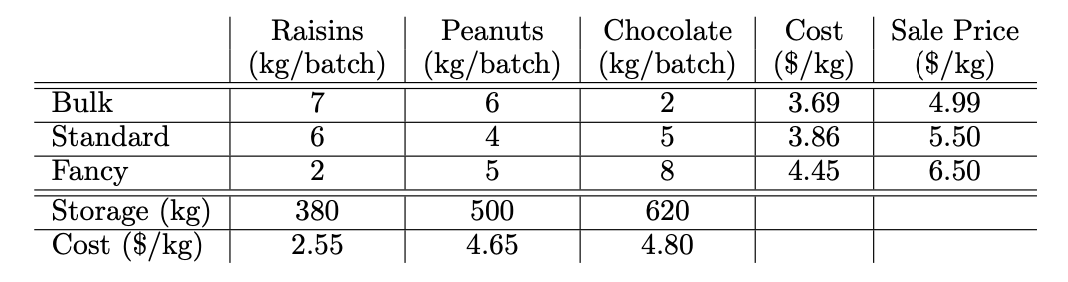 Raisins Peanuts Chocolate Cost Sale Price
(kg/batch) (kg/batch) (kg/batch) ($/kg) ($/kg)
Bulk 7 6 2 3.69 4.99
Standard 6 4 5 3.86 5.50
Fancy 2 5 8 4.45 6.50
Storage (kg) 380 500 620
Cost ($/kg) 2.55 4.65 4.80